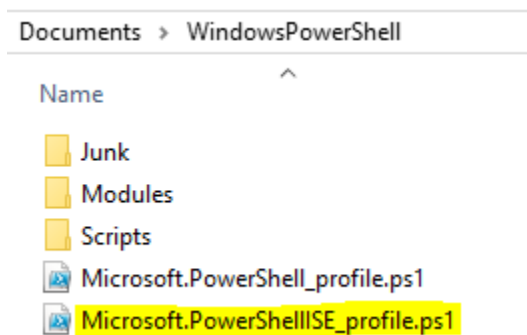 Documents > WindowsPowerShell
Name
Junk
Modules
Scripts
Microsoft.PowerShell_profile.ps1
Microsoft.PowerShellISE_profile.ps1